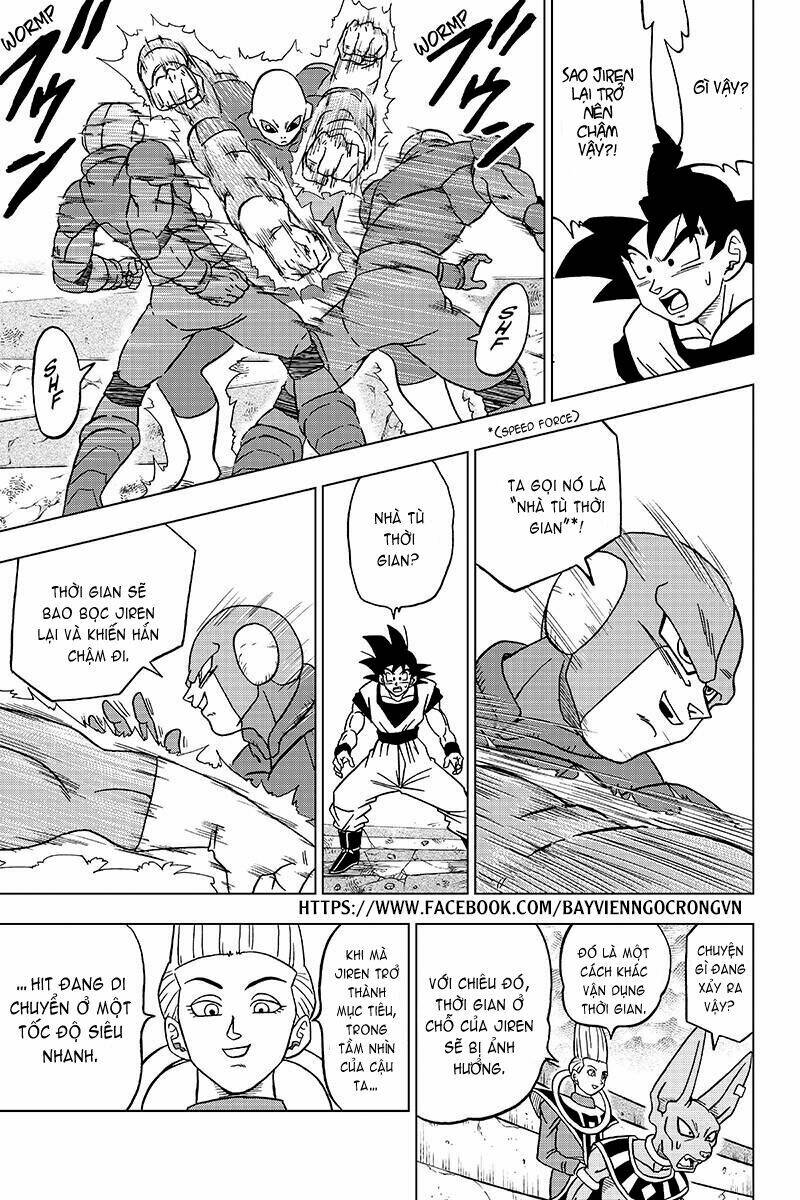 GÌ VẬY?
SAO JIREN
LẠI TRỞ
NÊN
CHẬM
VẬY?!
WORMP
WORMP
SHF
SHF
*(SPEED FORCE)
TA GỌI NÓ LÀ
"NHÀ TÙ THỜI
GIAN"*!
NHÀ TÙ
THỜI
GIAN?
THỜI GIAN SẼ
BAO BỌC JIREN
LẠI VÀ KHIẾN HẮN
CHẬM ĐI.
HTTPS://WWW.FACEBOOK.COM/BAYVIENNGOCRONGVN
CHUYỆN
GÌ ĐANG
XẢY RA
VẬY?
ĐÓ LÀ MỘT
CÁCH KHÁC
VẬN DỤNG
THỜI GIAN.
VỚI CHIÊU ĐÓ,
THỜI GIAN Ở
CHỖ CỦA JIREN
SẼ BỊ ẢNH
HƯỞNG.
KHI MÀ
JIREN TRỞ
THÀNH
MỤC TIÊU,
TRONG
TẦM NHÌN
CỦA CẬU
TA...
...HIT ĐANG DI
CHUYỂN Ở MỘT
TỐC ĐỘ SIÊU
NHANH.